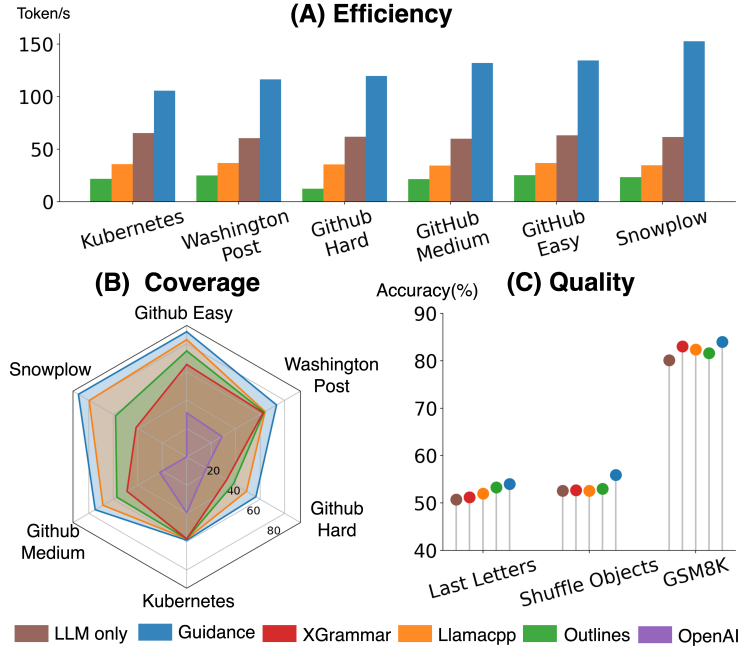 (A) Efficiency
Token/s
150
100
50
0
Kubernetes
Washington
Post
Github
Hard
GitHub
Medium
GitHub
Easy
Snowplow
(B) Coverage
Github Easy
Washington
Post
Github
Hard
Kubernetes
Github
Medium
Snowplow
20
40
60
80
(C) Quality
Accuracy(%)
90
80
70
60
50
40
Last Letters
Shuffle Objects
GSM8K
LLM only
Guidance
XGrammar
Llamacpp
Outlines
OpenAI